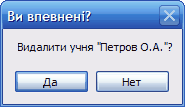 Ви впевнені?
Видалити учня "Петров О.А."?
Да
Нет